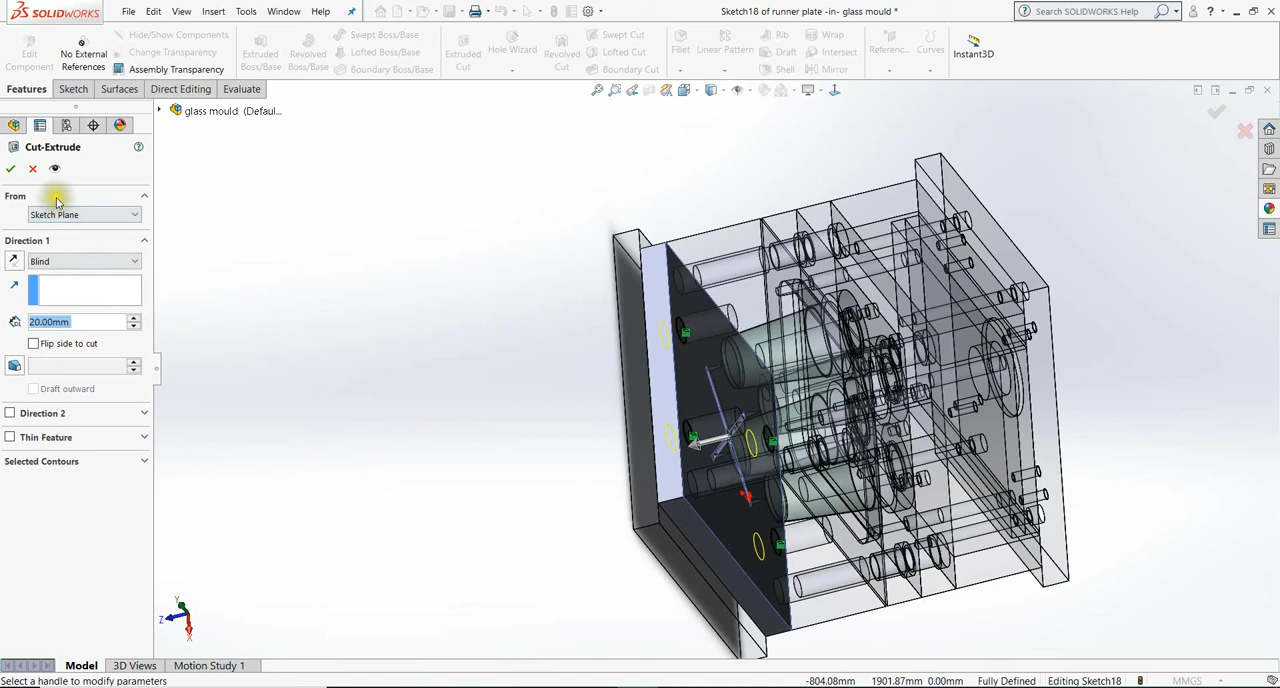 SOLIDWORKS
File Edit View Insert Tools Window Help
Sketch18 of runner plate -in- glass mould *
Search SOLIDWORKS Help
Edit Component
No External References
Hide/Show Components
Change Transparency
Assembly Transparency
Extruded Boss/Base
Revolved Boss/Base
Swept Boss/Base
Lofted Boss/Base
Boundary Boss/Base
Extruded Cut
Hole Wizard
Revolved Cut
Swept Cut
Lofted Cut
Boundary Cut
Fillet
Linear Pattern
Rib
Draft
Shell
Wrap
Intersect
Mirror
Referenc...
Curves
Instant3D
Features Sketch Surfaces Direct Editing Evaluate
glass mould (Defaul...
Cut-Extrude
From
Sketch Plane
Direction 1
Blind
20.00mm
Flip side to cut
Draft outward
Direction 2
Thin Feature
Selected Contours
Y
Z
X
Model 3D Views Motion Study 1
Select a handle to modify parameters
-804.08mm 1901.87mm 0.00mm Fully Defined Editing Sketch18 MMGS